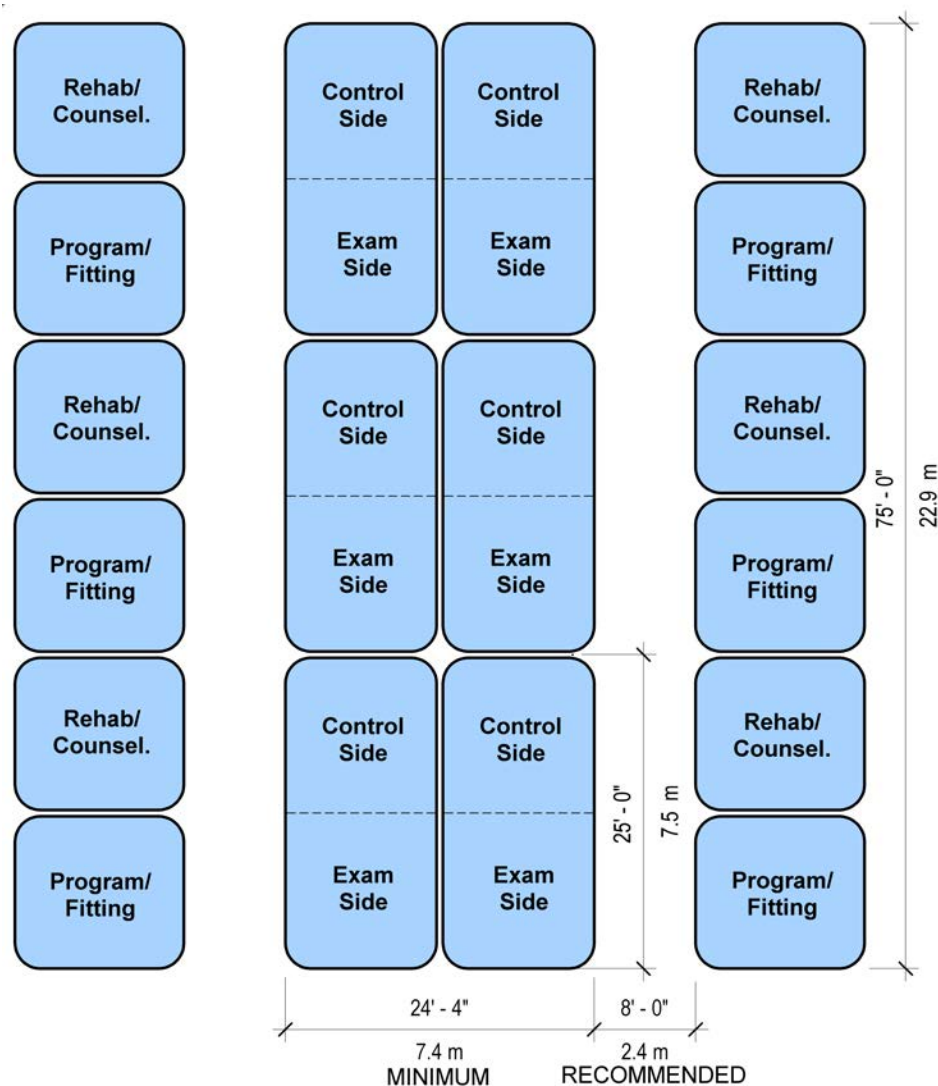 Rehab/
Counsel.
Control
Side
Control
Side
Rehab/
Counsel.
Program/
Fitting
Exam
Side
Exam
Side
Program/
Fitting
Rehab/
Counsel.
Control
Side
Control
Side
Rehab/
Counsel.
75' - 0"
22.9 m
Program/
Fitting
Exam
Side
Exam
Side
Program/
Fitting
Rehab/
Counsel.
Control
Side
Control
Side
Rehab/
Counsel.
25' - 0"
7.5 m
Program/
Fitting
Exam
Side
Exam
Side
Program/
Fitting
24' - 4"
8' - 0"
7.4 m
2.4 m
MINIMUM
RECOMMENDED